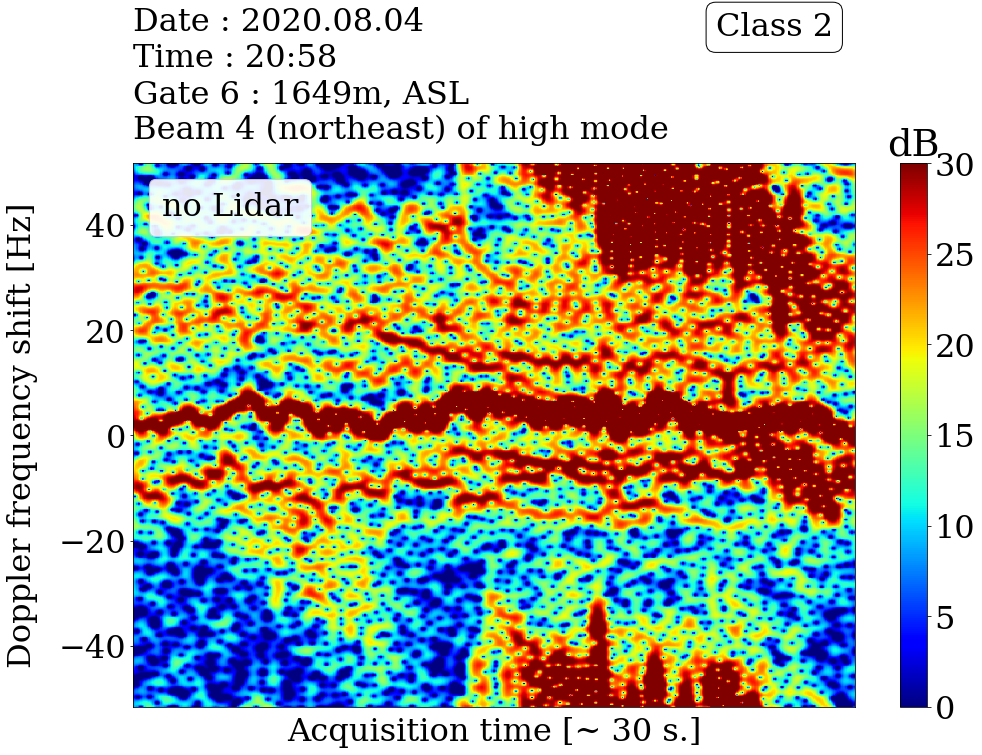 Date : 2020.08.04
Time : 20:58
Gate 6 : 1649m, ASL
Beam 4 (northeast) of high mode
Class 2
dB
no Lidar
Doppler frequency shift [Hz]
40
20
0
−20
−40
Acquisition time [~ 30 s.]
30
25
20
15
10
5
0